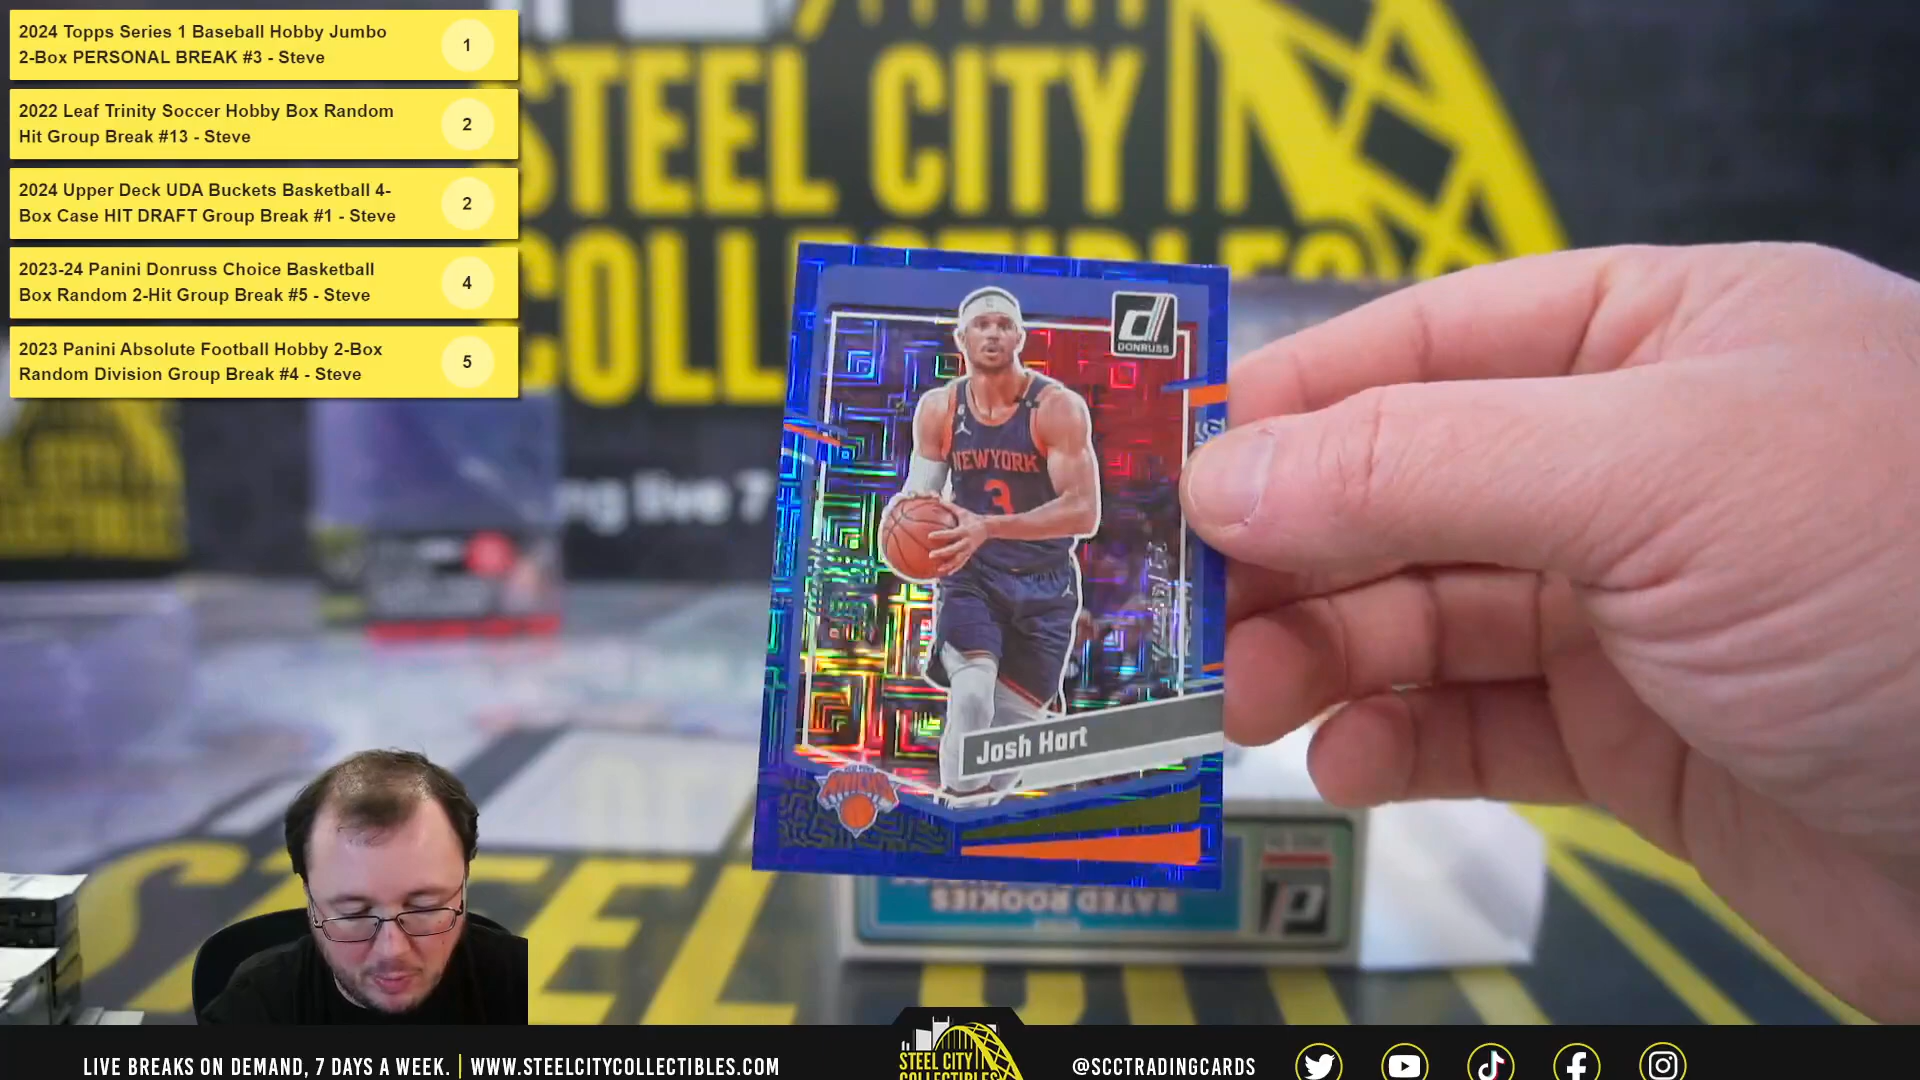 2024 Topps Series 1 Baseball Hobby Jumbo
2-Box PERSONAL BREAK #3 - Steve
1
2022 Leaf Trinity Soccer Hobby Box Random
Hit Group Break #13 - Steve
2
2024 Upper Deck UDA Buckets Basketball 4-
Box Case HIT DRAFT Group Break #1 - Steve
2
2023-24 Panini Donruss Choice Basketball
Box Random 2-Hit Group Break #5 - Steve
4
2023 Panini Absolute Football Hobby 2-Box
Random Division Group Break #4 - Steve
5
STEEL CITY
COLLECTIBLES
ng live 7
d
DONRUSS
NEW YORK
3
Josh Hart
RATED ROOKIES
LIVE BREAKS ON DEMAND, 7 DAYS A WEEK. | WWW.STEELCITYCOLLECTIBLES.COM
STEEL CITY
COLLECTIBLES
@SCCTRADINGCARDS